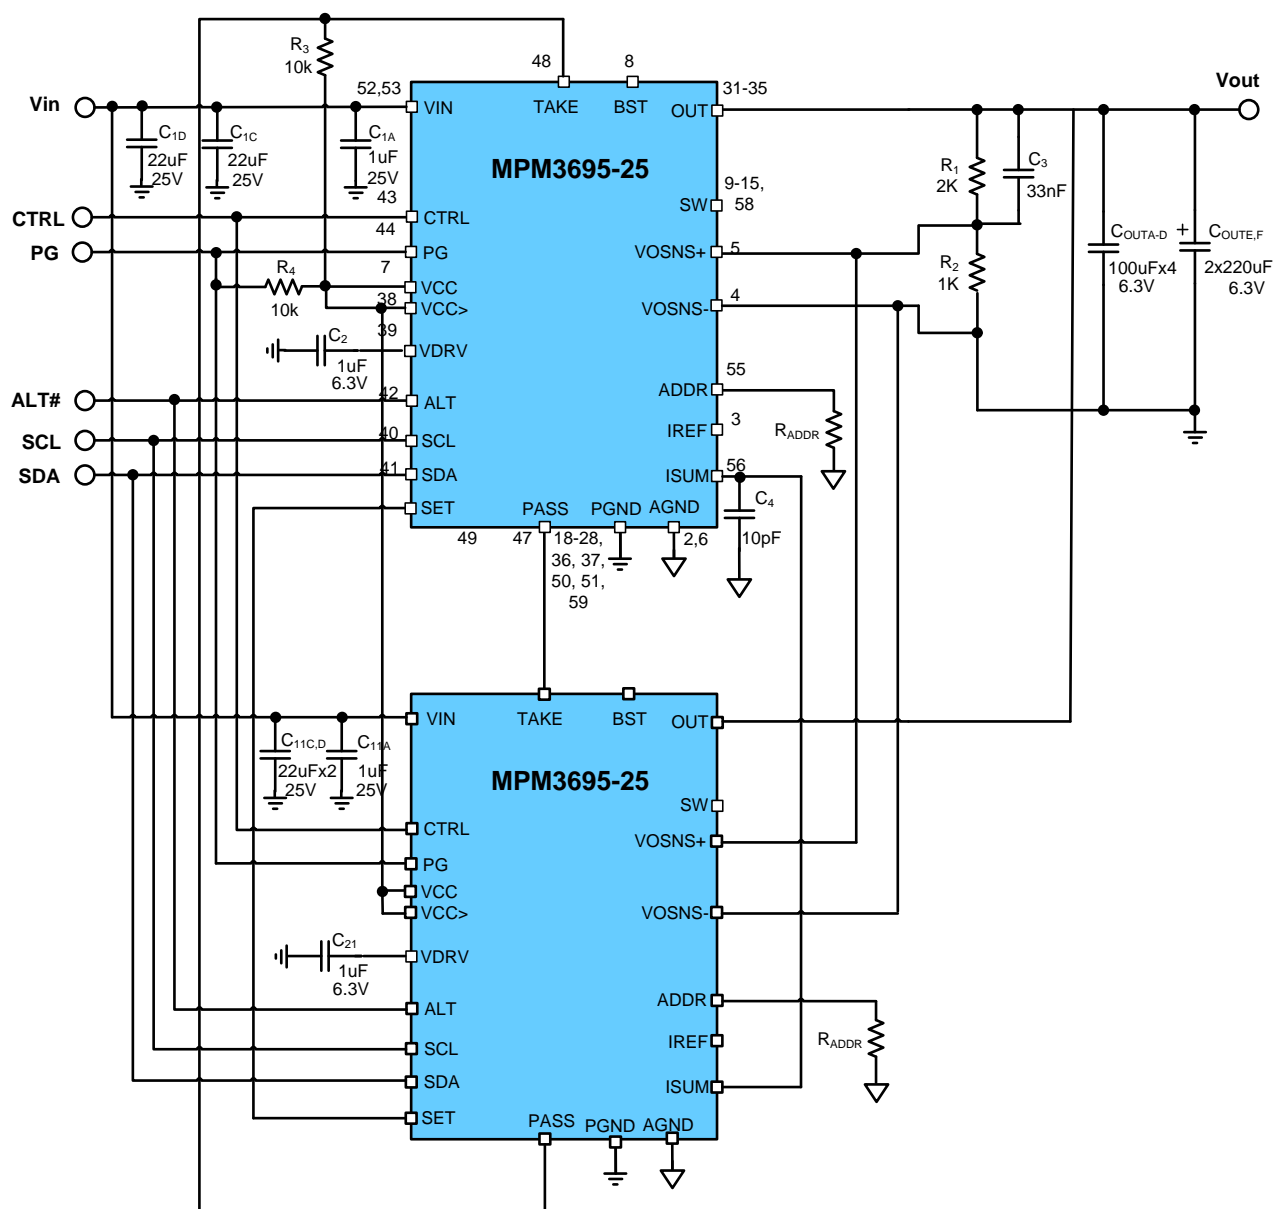 R3
10k
48
8
52,53
31-35
Vin
Vout
VIN
TAKE
BST
OUT
C1D
22uF
25V
C1C
22uF
25V
C1A
1uF
25V
MPM3695-25
R1
2K
C3
33nF
9-15,
58
SW
43
CTRL
CTRL
44
PG
PG
VOSNS+
5
COUTA-D
100uFx4
6.3V
+
COUTE,F
2x220uF
6.3V
R4
10k
7
VCC
R2
1K
38
VCC>
VOSNS-
4
39
C2
1uF
6.3V
VDRV
55
ADDR
ALT#
42
ALT
3
IREF
RADDR
SCL
40
SCL
SDA
41
SDA
56
ISUM
C4
10pF
SET
PASS
PGND
AGND
49
47
18-28,
36, 37,
50, 51,
59
2,6
VIN
TAKE
BST
OUT
C11C,D
22uFx2
25V
C11A
1uF
25V
MPM3695-25
SW
CTRL
VOSNS+
PG
VCC
VCC>
VOSNS-
C21
1uF
6.3V
VDRV
ADDR
ALT
IREF
RADDR
SCL
SDA
ISUM
SET
PASS
PGND
AGND